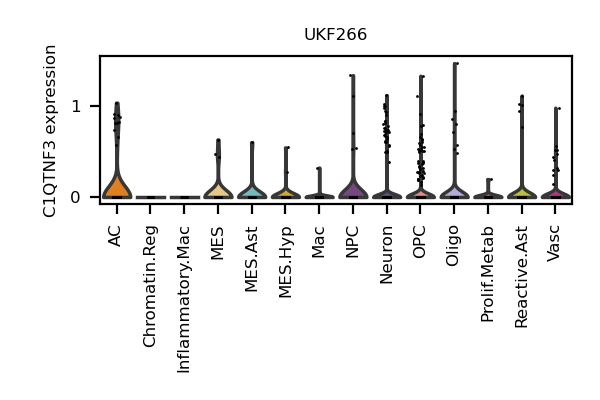 UKF266
C1QTNF3 expression
1
0
AC
Chromatin.Reg
Inflammatory.Mac
MES
MES.Ast
MES.Hyp
Mac
NPC
Neuron
OPC
Oligo
Prolif.Metab
Reactive.Ast
Vasc